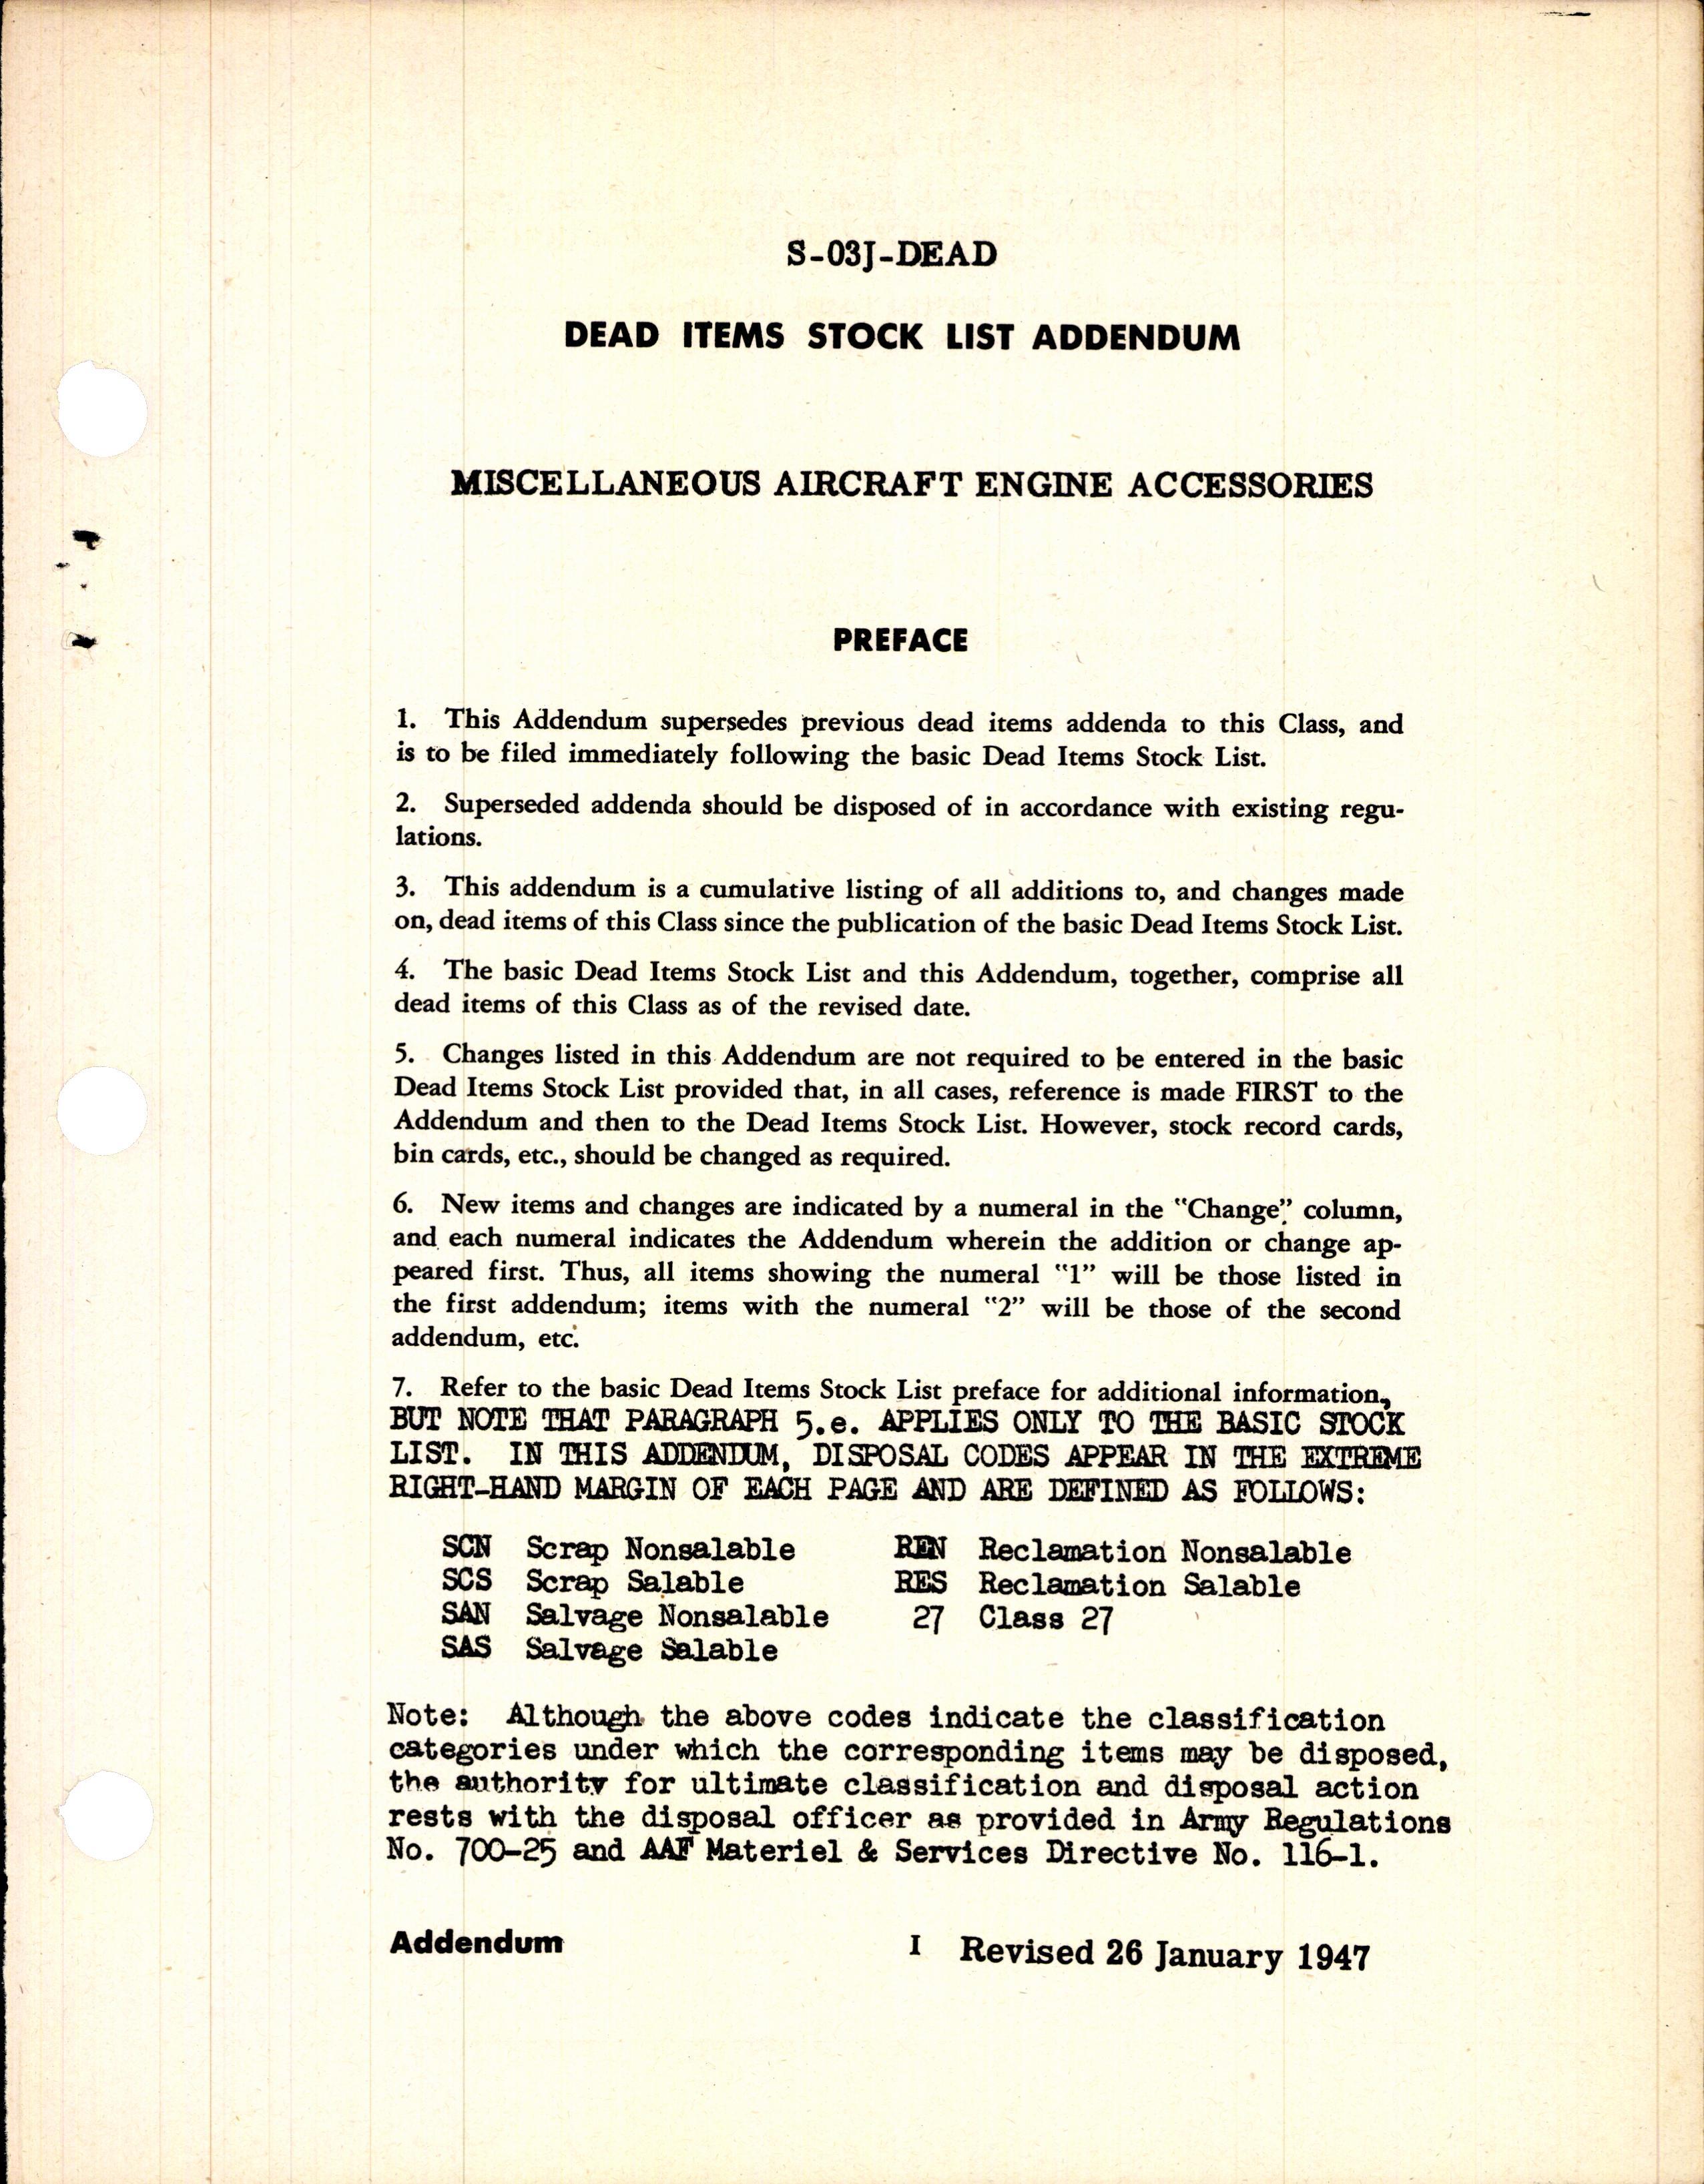 S-03J-DEAD
DEAD ITEMS STOCK LIST ADDENDUM
MISCELLANEOUS AIRCRAFT ENGINE ACCESSORIES
PREFACE
1. This Addendum supersedes previous dead items addenda to this Class, and
is to be filed immediately following the basic Dead Items Stock List.
2. Superseded addenda should be disposed of in accordance with existing regu-
lations.
3. This addendum is a cumulative listing of all additions to, and changes made
on, dead items of this Class since the publication of the basic Dead Items Stock List.
4. The basic Dead Items Stock List and this Addendum, together, comprise all
dead items of this Class as of the revised date.
5. Changes listed in this Addendum are not required to be entered in the basic
Dead Items Stock List provided that, in all cases, reference is made FIRST to the
Addendum and then to the Dead Items Stock List. However, stock record cards,
bin cards, etc., should be changed as required.
6. New items and changes are indicated by a numeral in the "Change" column,
and each numeral indicates the Addendum wherein the addition or change ap-
peared first. Thus, all items showing the numeral "1" will be those listed in
the first addendum; items with the numeral "2" will be those of the second
addendum, etc.
7. Refer to the basic Dead Items Stock List preface for additional information,
BUT NOTE THAT PARAGRAPH 5.e. APPLIES ONLY TO THE BASIC STOCK
LIST. IN THIS ADDENDUM, DISPOSAL CODES APPEAR IN THE EXTREME
RIGHT-HAND MARGIN OF EACH PAGE AND ARE DEFINED AS FOLLOWS:
SCN Scrap Nonsalable REN Reclamation Nonsalable
SCS Scrap Salable RES Reclamation Salable
SAN Salvage Nonsalable 27 Class 27
SAS Salvage Salable
Note: Although the above codes indicate the classification
categories under which the corresponding items may be disposed,
the authority for ultimate classification and disposal action
rests with the disposal officer as provided in Army Regulations
No. 700-25 and AAF Materiel & Services Directive No. 116-1.
Addendum I Revised 26 January 1947